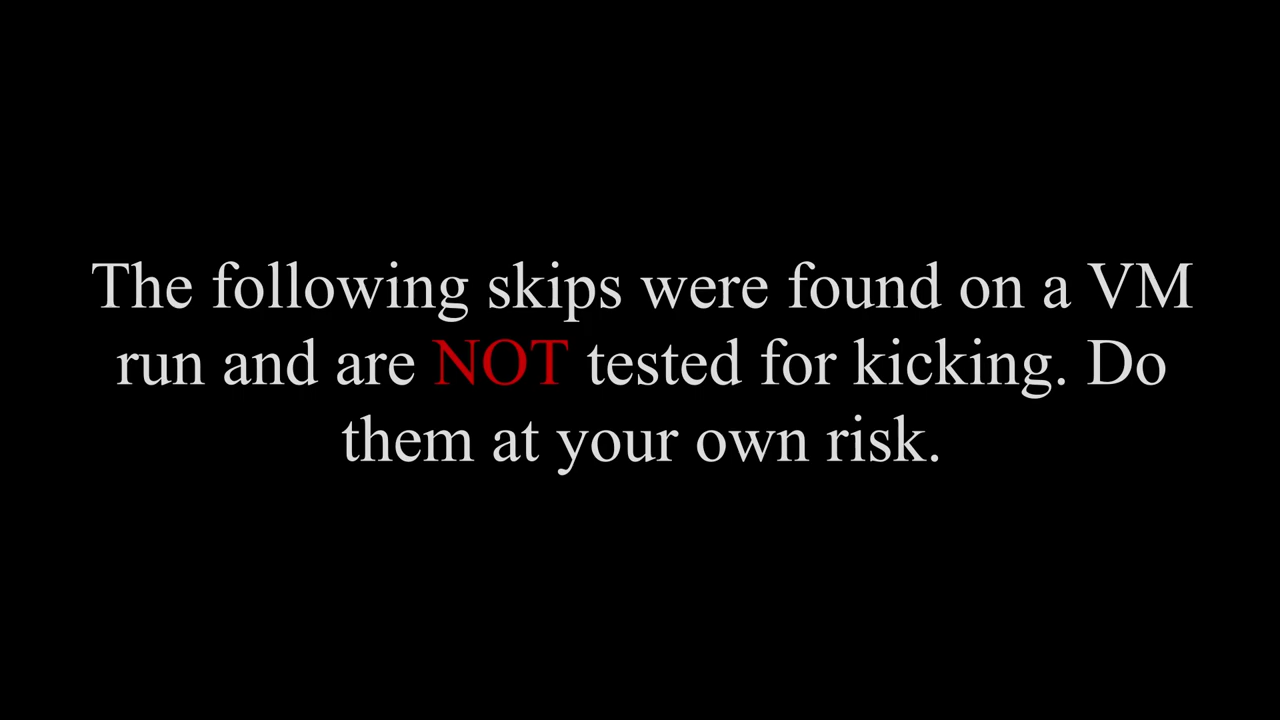 The following skips were found on a VM
run and are NOT tested for kicking. Do
them at your own risk.